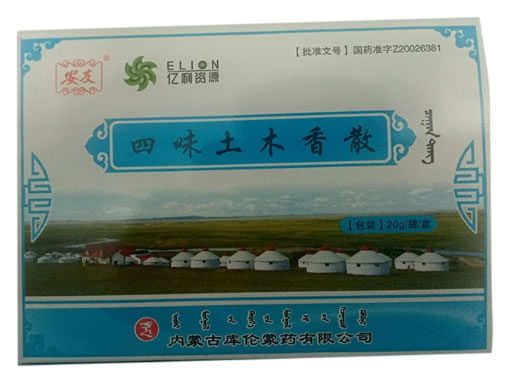 安友
ELION
亿利资源
【批准文号】国药准字Z20026381
四味土木香散
【包装】20g/袋/盒
内蒙古库伦蒙药有限公司